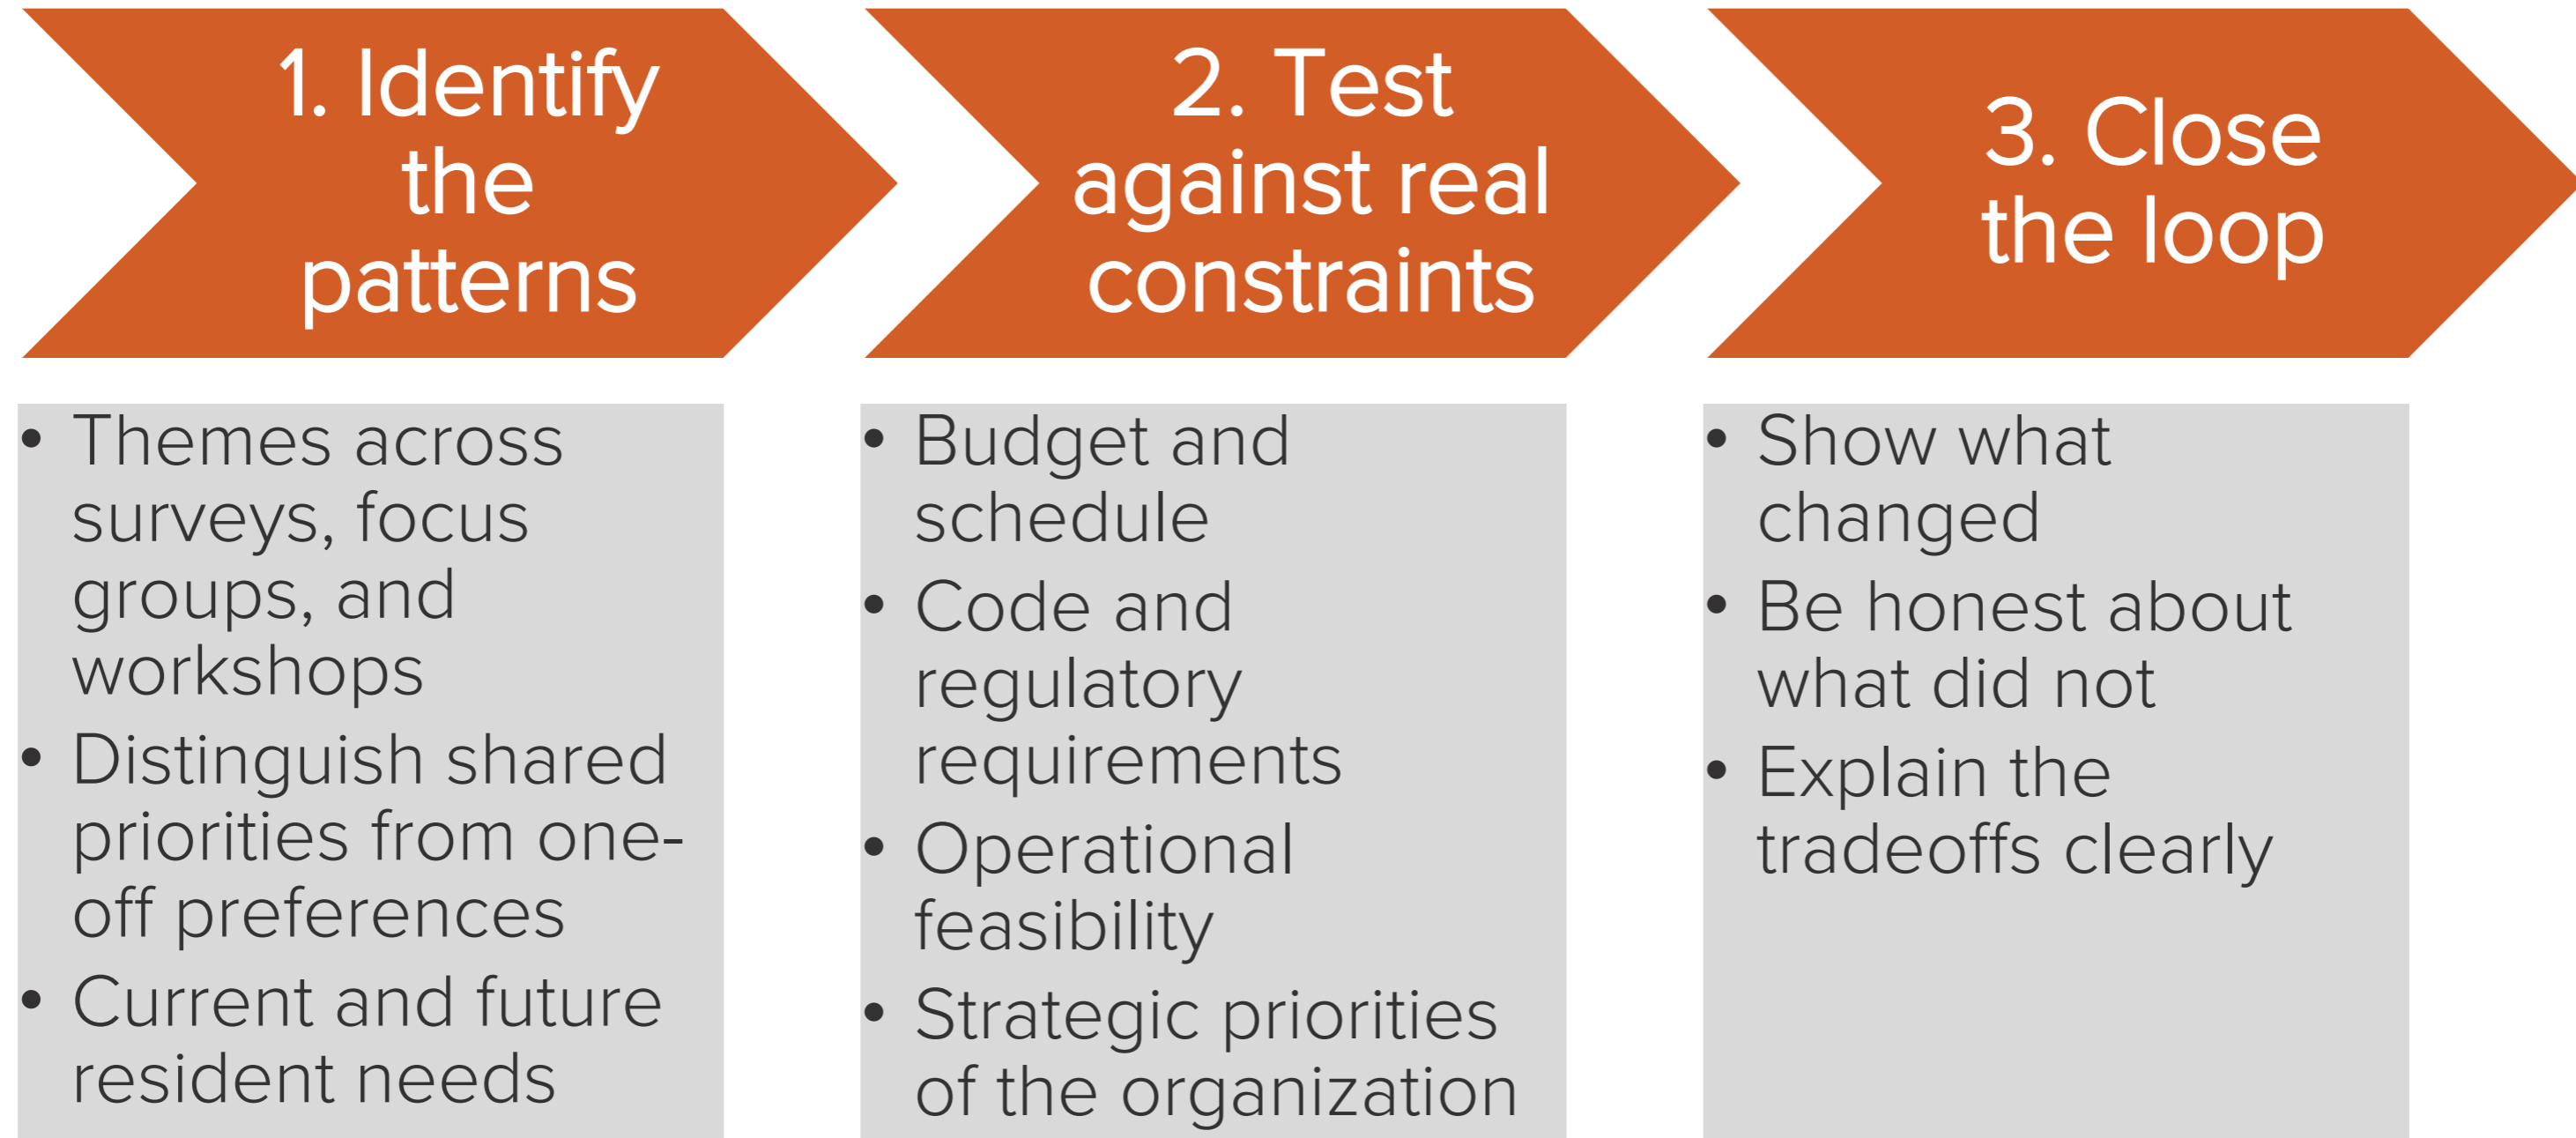 1. Identify
the
patterns
• Themes across
surveys, focus
groups, and
workshops
• Distinguish shared
priorities from one-
off preferences
• Current and future
resident needs
2. Test
against real
constraints
• Budget and
schedule
• Code and
regulatory
requirements
• Operational
feasibility
• Strategic priorities
of the organization
3. Close
the loop
• Show what
changed
• Be honest about
what did not
• Explain the
tradeoffs clearly